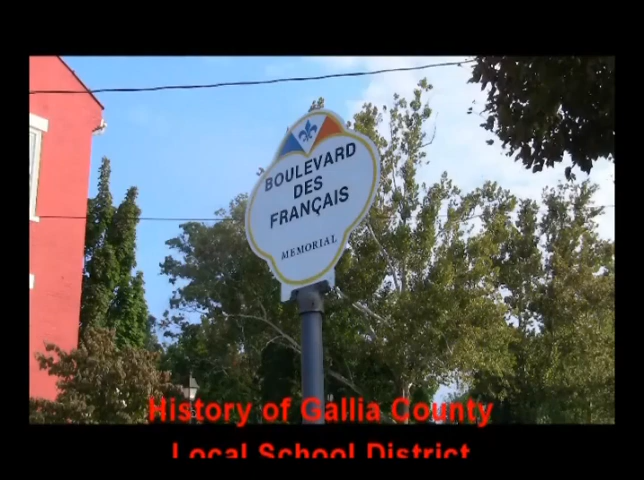 BOULEVARD
DES
FRANÇAIS
MEMORIAL
History of Gallia County
Local School District